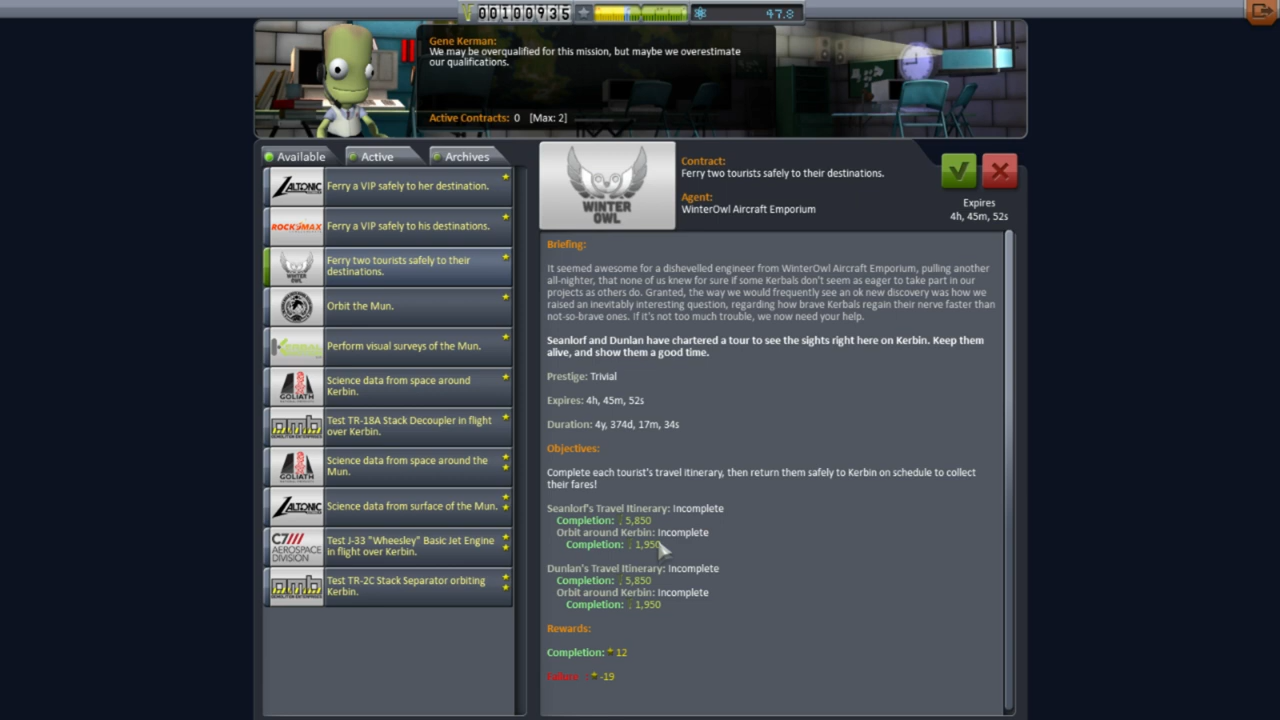 00100935
47.8
Gene Kerman:
We may be overqualified for this mission, but maybe we overestimate
our qualifications.
Active Contracts: 0 [Max: 2]
Available
Active
Archives
ZALTONIC
Ferry a VIP safely to her destination.
ROCKOMAX
Ferry a VIP safely to his destinations.
WINTER
OWL
Ferry two tourists safely to their
destinations.
Orbit the Mun.
Perform visual surveys of the Mun.
GOLIATH
Science data from space around
Kerbin.
Test TR-18A Stack Decoupler in flight
over Kerbin.
GOLIATH
Science data from space around the
Mun.
ZALTONIC
Science data from surface of the Mun.
C7///
AEROSPACE
DIVISION
Test J-33 "Wheesley" Basic Jet Engine
in flight over Kerbin.
Test TR-2C Stack Separator orbiting
Kerbin.
WINTER
OWL
Contract:
Ferry two tourists safely to their destinations.
Agent:
WinterOwl Aircraft Emporium
Expires
4h, 45m, 52s
Briefing:
It seemed awesome for a dishevelled engineer from WinterOwl Aircraft Emporium, pulling another
all-nighter, that none of us knew for sure if some Kerbals don't seem as eager to take part in our
projects as others do. Granted, the way we would frequently see an ok new discovery was how we
raised an inevitably interesting question, regarding how brave Kerbals regain their nerve faster than
not-so-brave ones. If it's not too much trouble, we now need your help.
Seanlorf and Dunlan have chartered a tour to see the sights right here on Kerbin. Keep them
alive, and show them a good time.
Prestige: Trivial
Expires: 4h, 45m, 52s
Duration: 4y, 374d, 17m, 34s
Objectives:
Complete each tourist's travel itinerary, then return them safely to Kerbin on schedule to collect
their fares!
Seanlorf's Travel Itinerary: Incomplete
Completion: 5,850
Orbit around Kerbin: Incomplete
Completion: 1,950
Dunlan's Travel Itinerary: Incomplete
Completion: 5,850
Orbit around Kerbin: Incomplete
Completion: 1,950
Rewards:
Completion: 12
Failure: -19